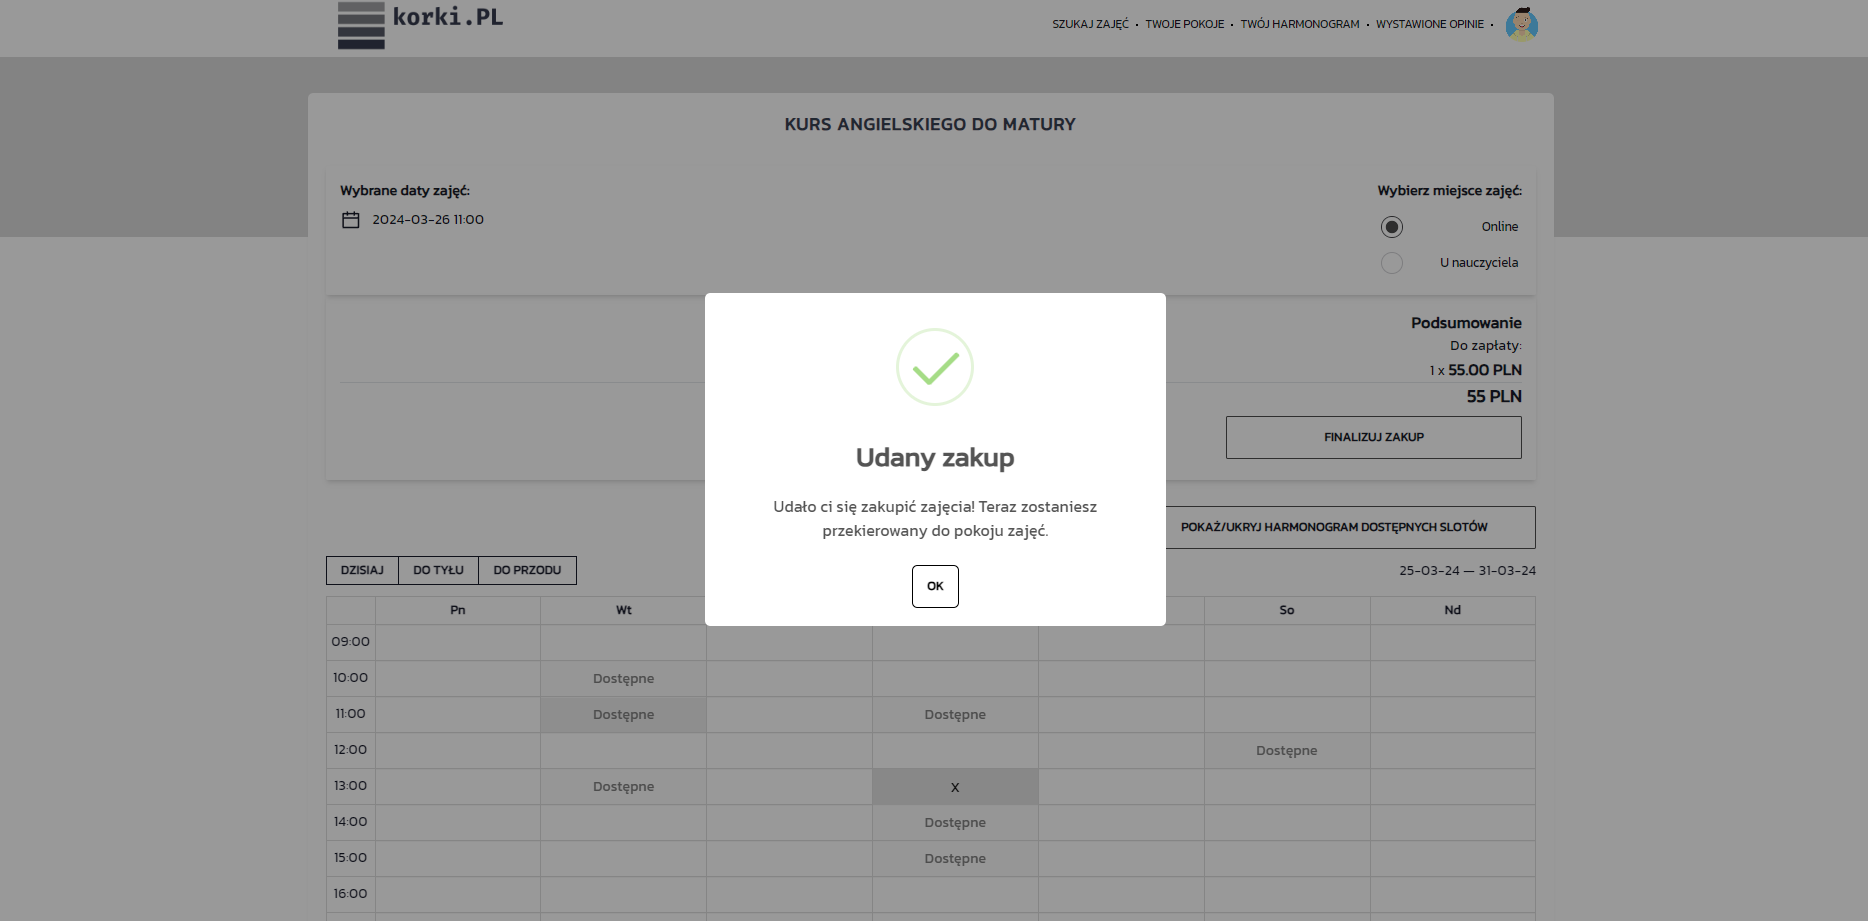 korki.PL
SZUKAJ ZAJĘĆ • TWOJE POKOJE • TWÓJ HARMONOGRAM • WYSTAWIONE OPINIE •
KURS ANGIELSKIEGO DO MATURY
Wybrane daty zajęć:
2024-03-26 11:00
Wybierz miejsce zajęć:
Online
U nauczyciela
Podsumowanie
Do zapłaty:
1 x 55.00 PLN
55 PLN
FINALIZUJ ZAKUP
Udany zakup
Udało ci się zakupić zajęcia! Teraz zostaniesz
przekierowany do pokoju zajęć.
OK
POKAŻ/UKRYJ HARMONOGRAM DOSTĘPNYCH SLOTÓW
DZISIAJ DO TYŁU DO PRZODU
25-03-24 — 31-03-24
Pn Wt So Nd
09:00
10:00 Dostępne
11:00 Dostępne Dostępne
12:00 Dostępne
13:00 Dostępne X
14:00 Dostępne
15:00 Dostępne
16:00